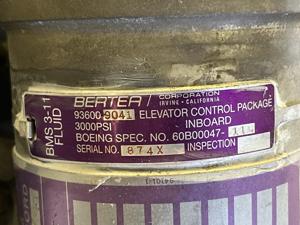 BERTEA CORPORATION
IRVINE • CALIFORNIA
BMS 3-11
FLUID
93600-9041 ELEVATOR CONTROL PACKAGE
3000PSI INBOARD
BOEING SPEC. NO. 60B00047-
SERIAL NO. 874X INSPECTION